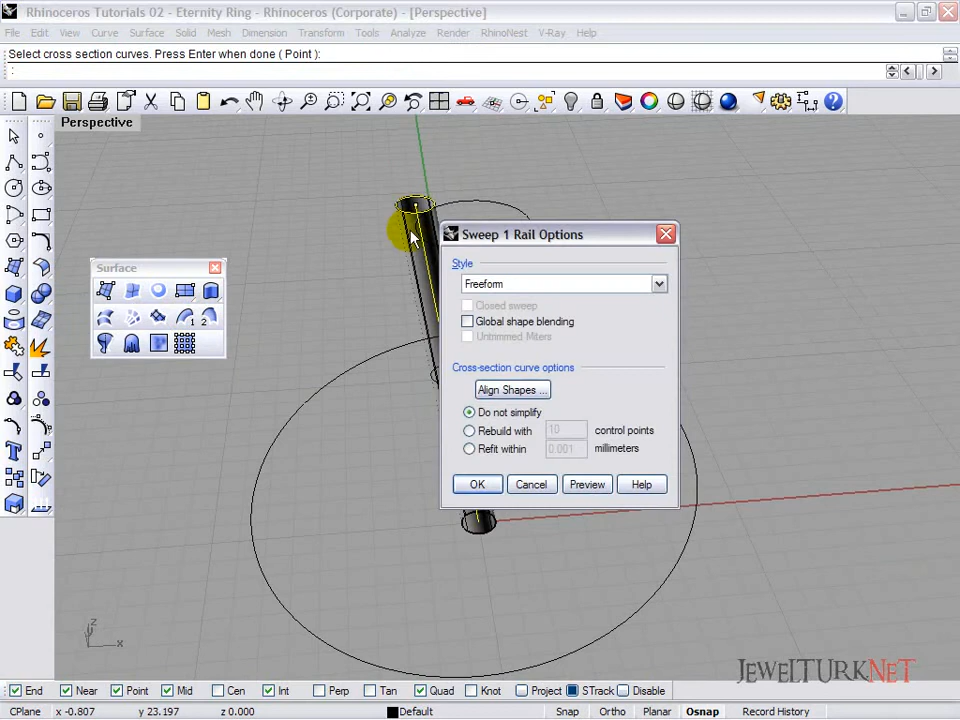 Rhinoceros Tutorials 02 - Eternity Ring - Rhinoceros (Corporate) - [Perspective]
File Edit View Curve Surface Solid Mesh Dimension Transform Tools Analyze Render RhinoNest V-Ray Help
Select cross section curves. Press Enter when done ( Point ):
:
Perspective
Sweep 1 Rail Options
Style
Freeform
Closed sweep
Global shape blending
Untrimmed Miters
Surface
1 2
Cross-section curve options
Align Shapes ...
Do not simplify
Rebuild with 10 control points
Refit within 0.001 millimeters
OK Cancel Preview Help
z
y
x
JEWELTURKNET
End Near Point Mid Cen Int Perp Tan Quad Knot Project STrack Disable
CPlane x -0.807 y 23.197 z 0.000 Default Snap Ortho Planar Osnap Record History